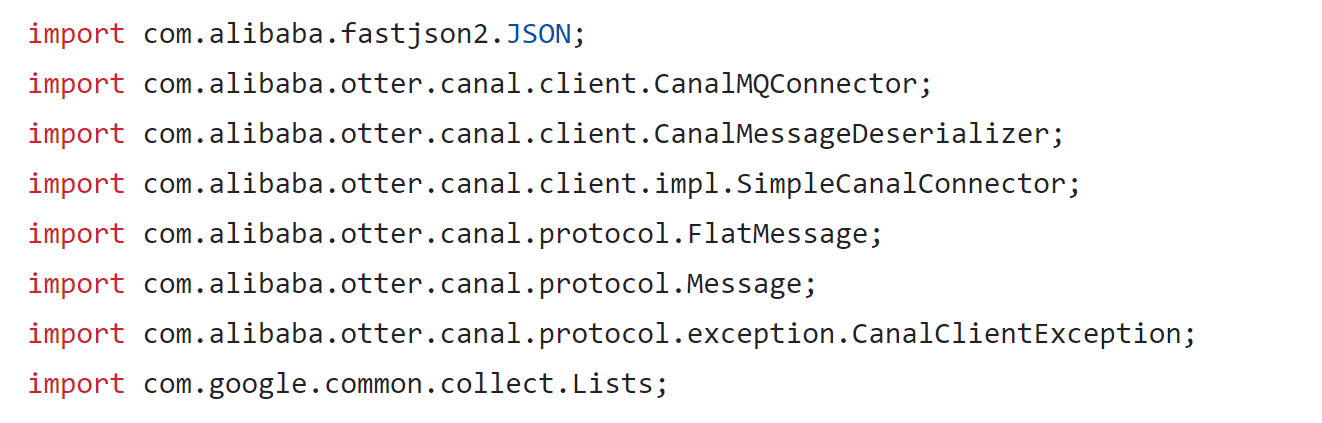 import com.alibaba.fastjson2.JSON;
import com.alibaba.otter.canal.client.CanalMQConnector;
import com.alibaba.otter.canal.client.CanalMessageDeserializer;
import com.alibaba.otter.canal.client.impl.SimpleCanalConnector;
import com.alibaba.otter.canal.protocol.FlatMessage;
import com.alibaba.otter.canal.protocol.Message;
import com.alibaba.otter.canal.protocol.exception.CanalClientException;
import com.google.common.collect.Lists;